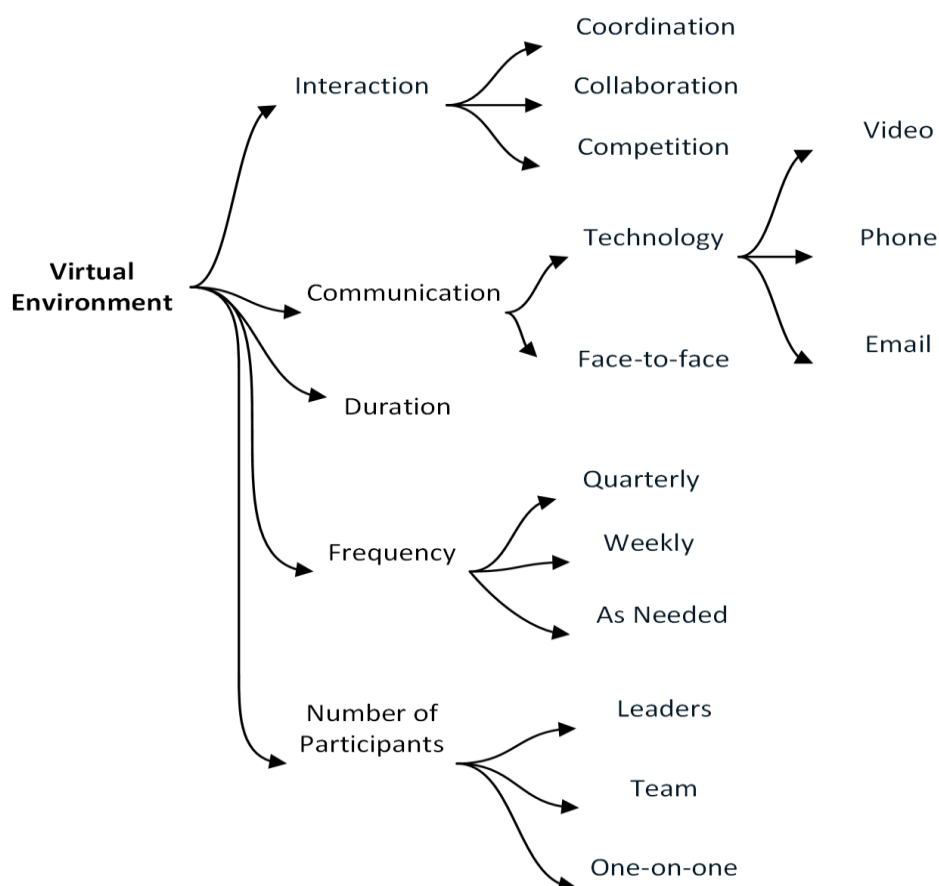 Coordination
Interaction
Collaboration
Competition
Video
Technology
Phone
Virtual
Environment
Communication
Email
Face-to-face
Duration
Quarterly
Weekly
Frequency
As Needed
Leaders
Number of
Participants
Team
One-on-one